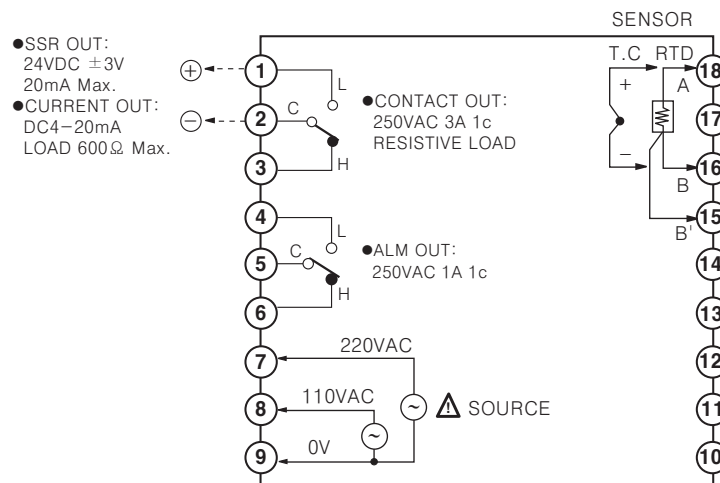 SENSOR
●SSR OUT:
24VDC ±3V
20mA Max.
●CURRENT OUT:
DC4-20mA
LOAD 600Ω Max.
+
-
1
2
3
L
C
H
●CONTACT OUT:
250VAC 3A 1c
RESISTIVE LOAD
T.C RTD
+
-
A
B
B'
18
17
16
15
4
5
6
L
C
H
●ALM OUT:
250VAC 1A 1c
14
13
7
8
9
220VAC
110VAC
0V
~
~
! SOURCE
12
11
10